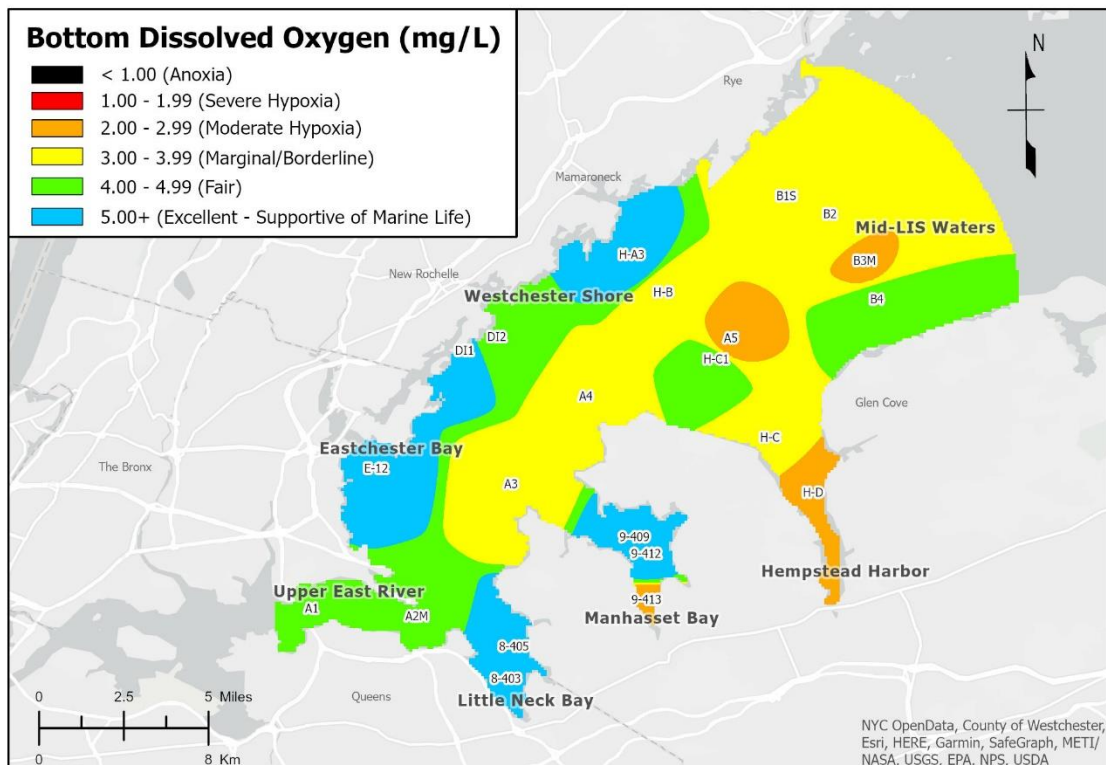 Bottom Dissolved Oxygen (mg/L)
< 1.00 (Anoxia)
1.00 - 1.99 (Severe Hypoxia)
2.00 - 2.99 (Moderate Hypoxia)
3.00 - 3.99 (Marginal/Borderline)
4.00 - 4.99 (Fair)
5.00+ (Excellent - Supportive of Marine Life)
N
Rye
Mamaroneck
B1S
B2
Mid-LIS Waters
H-A3
B3M
New Rochelle
Westchester Shore
H-B
B4
DI2
A5
DI1
H-C1
A4
Glen Cove
H-C
Eastchester Bay
The Bronx
E-12
A3
H-D
9-409
9-412
Hempstead Harbor
Upper East River
9-413
A1
A2M
Manhasset Bay
8-405
8-403
Queens
Little Neck Bay
0 2.5 5 Miles
0 8 Km
NYC OpenData, County of Westchester,
Esri, HERE, Garmin, SafeGraph, METI/
NASA, USGS, EPA, NPS, USDA